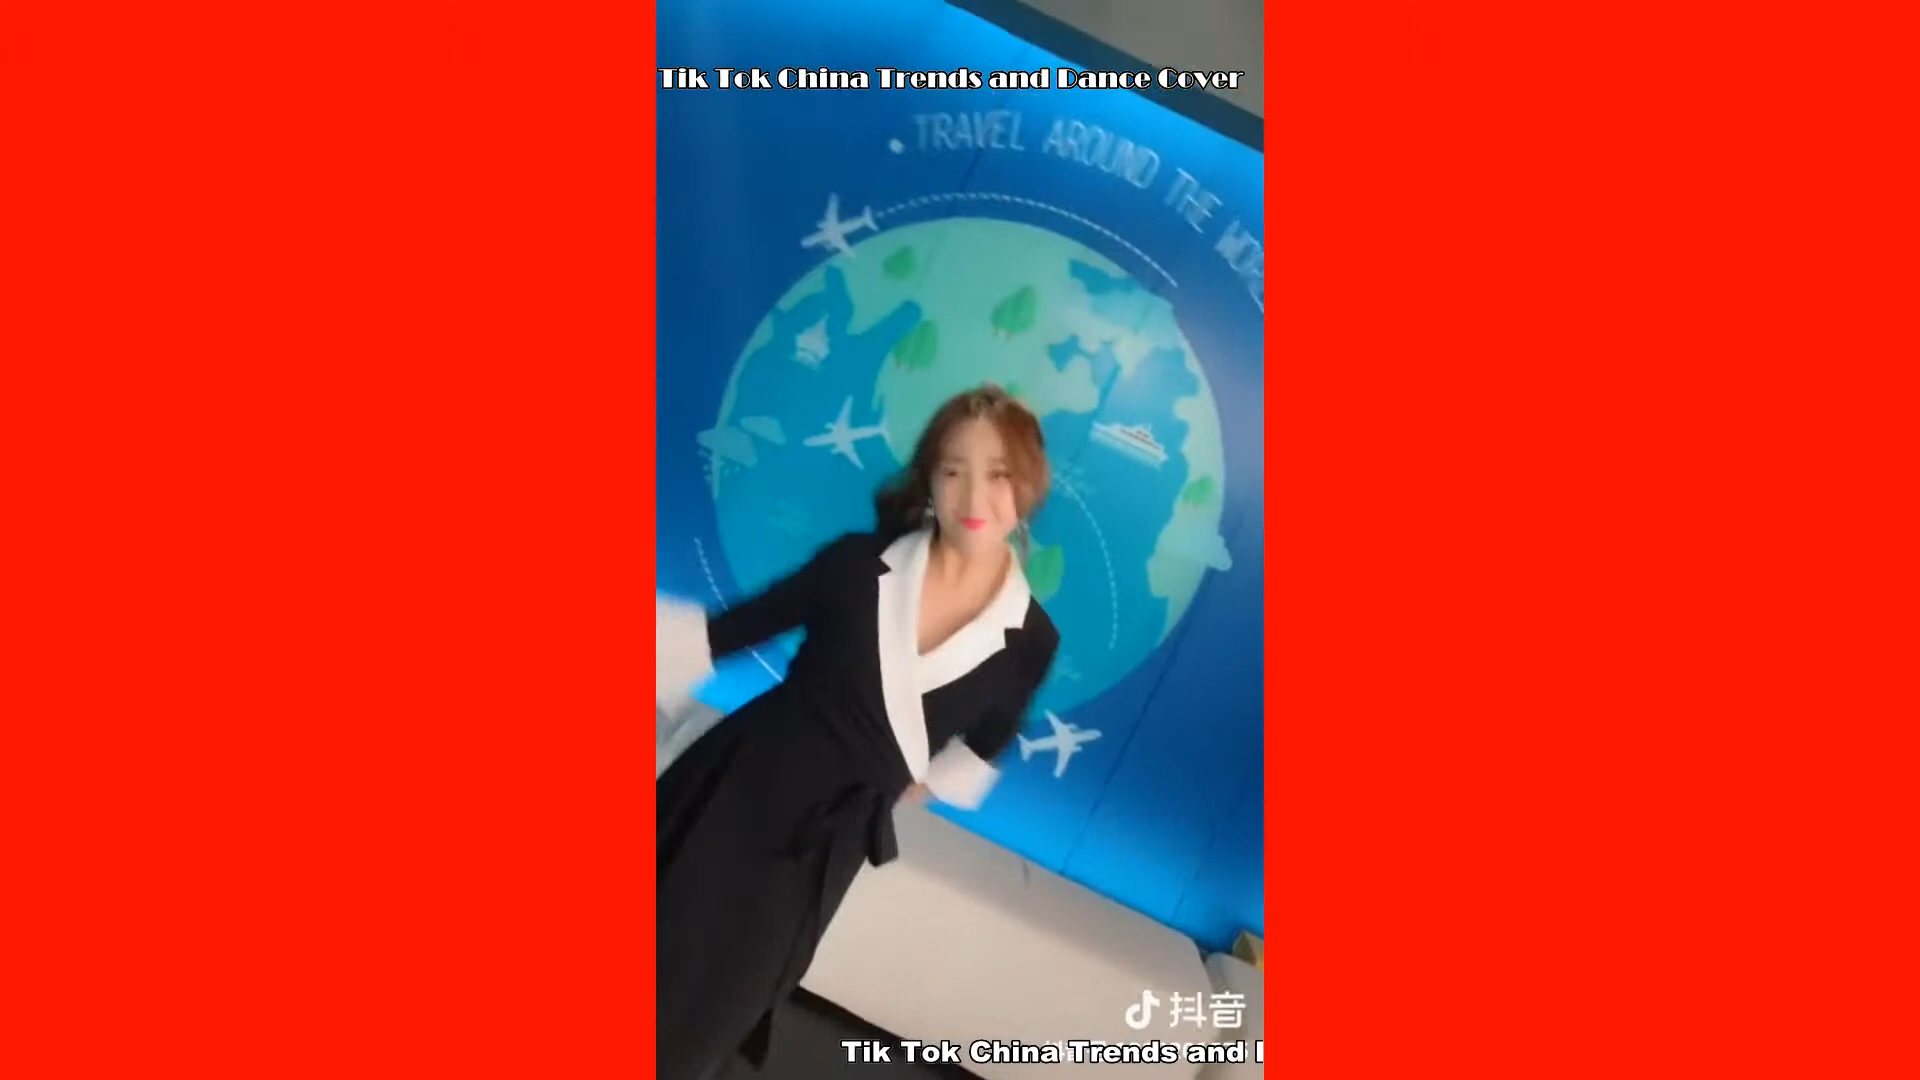 Tik Tok China Trends and Dance Cover
TRAVEL AROUND THE
抖音
Tik Tok China Trends and